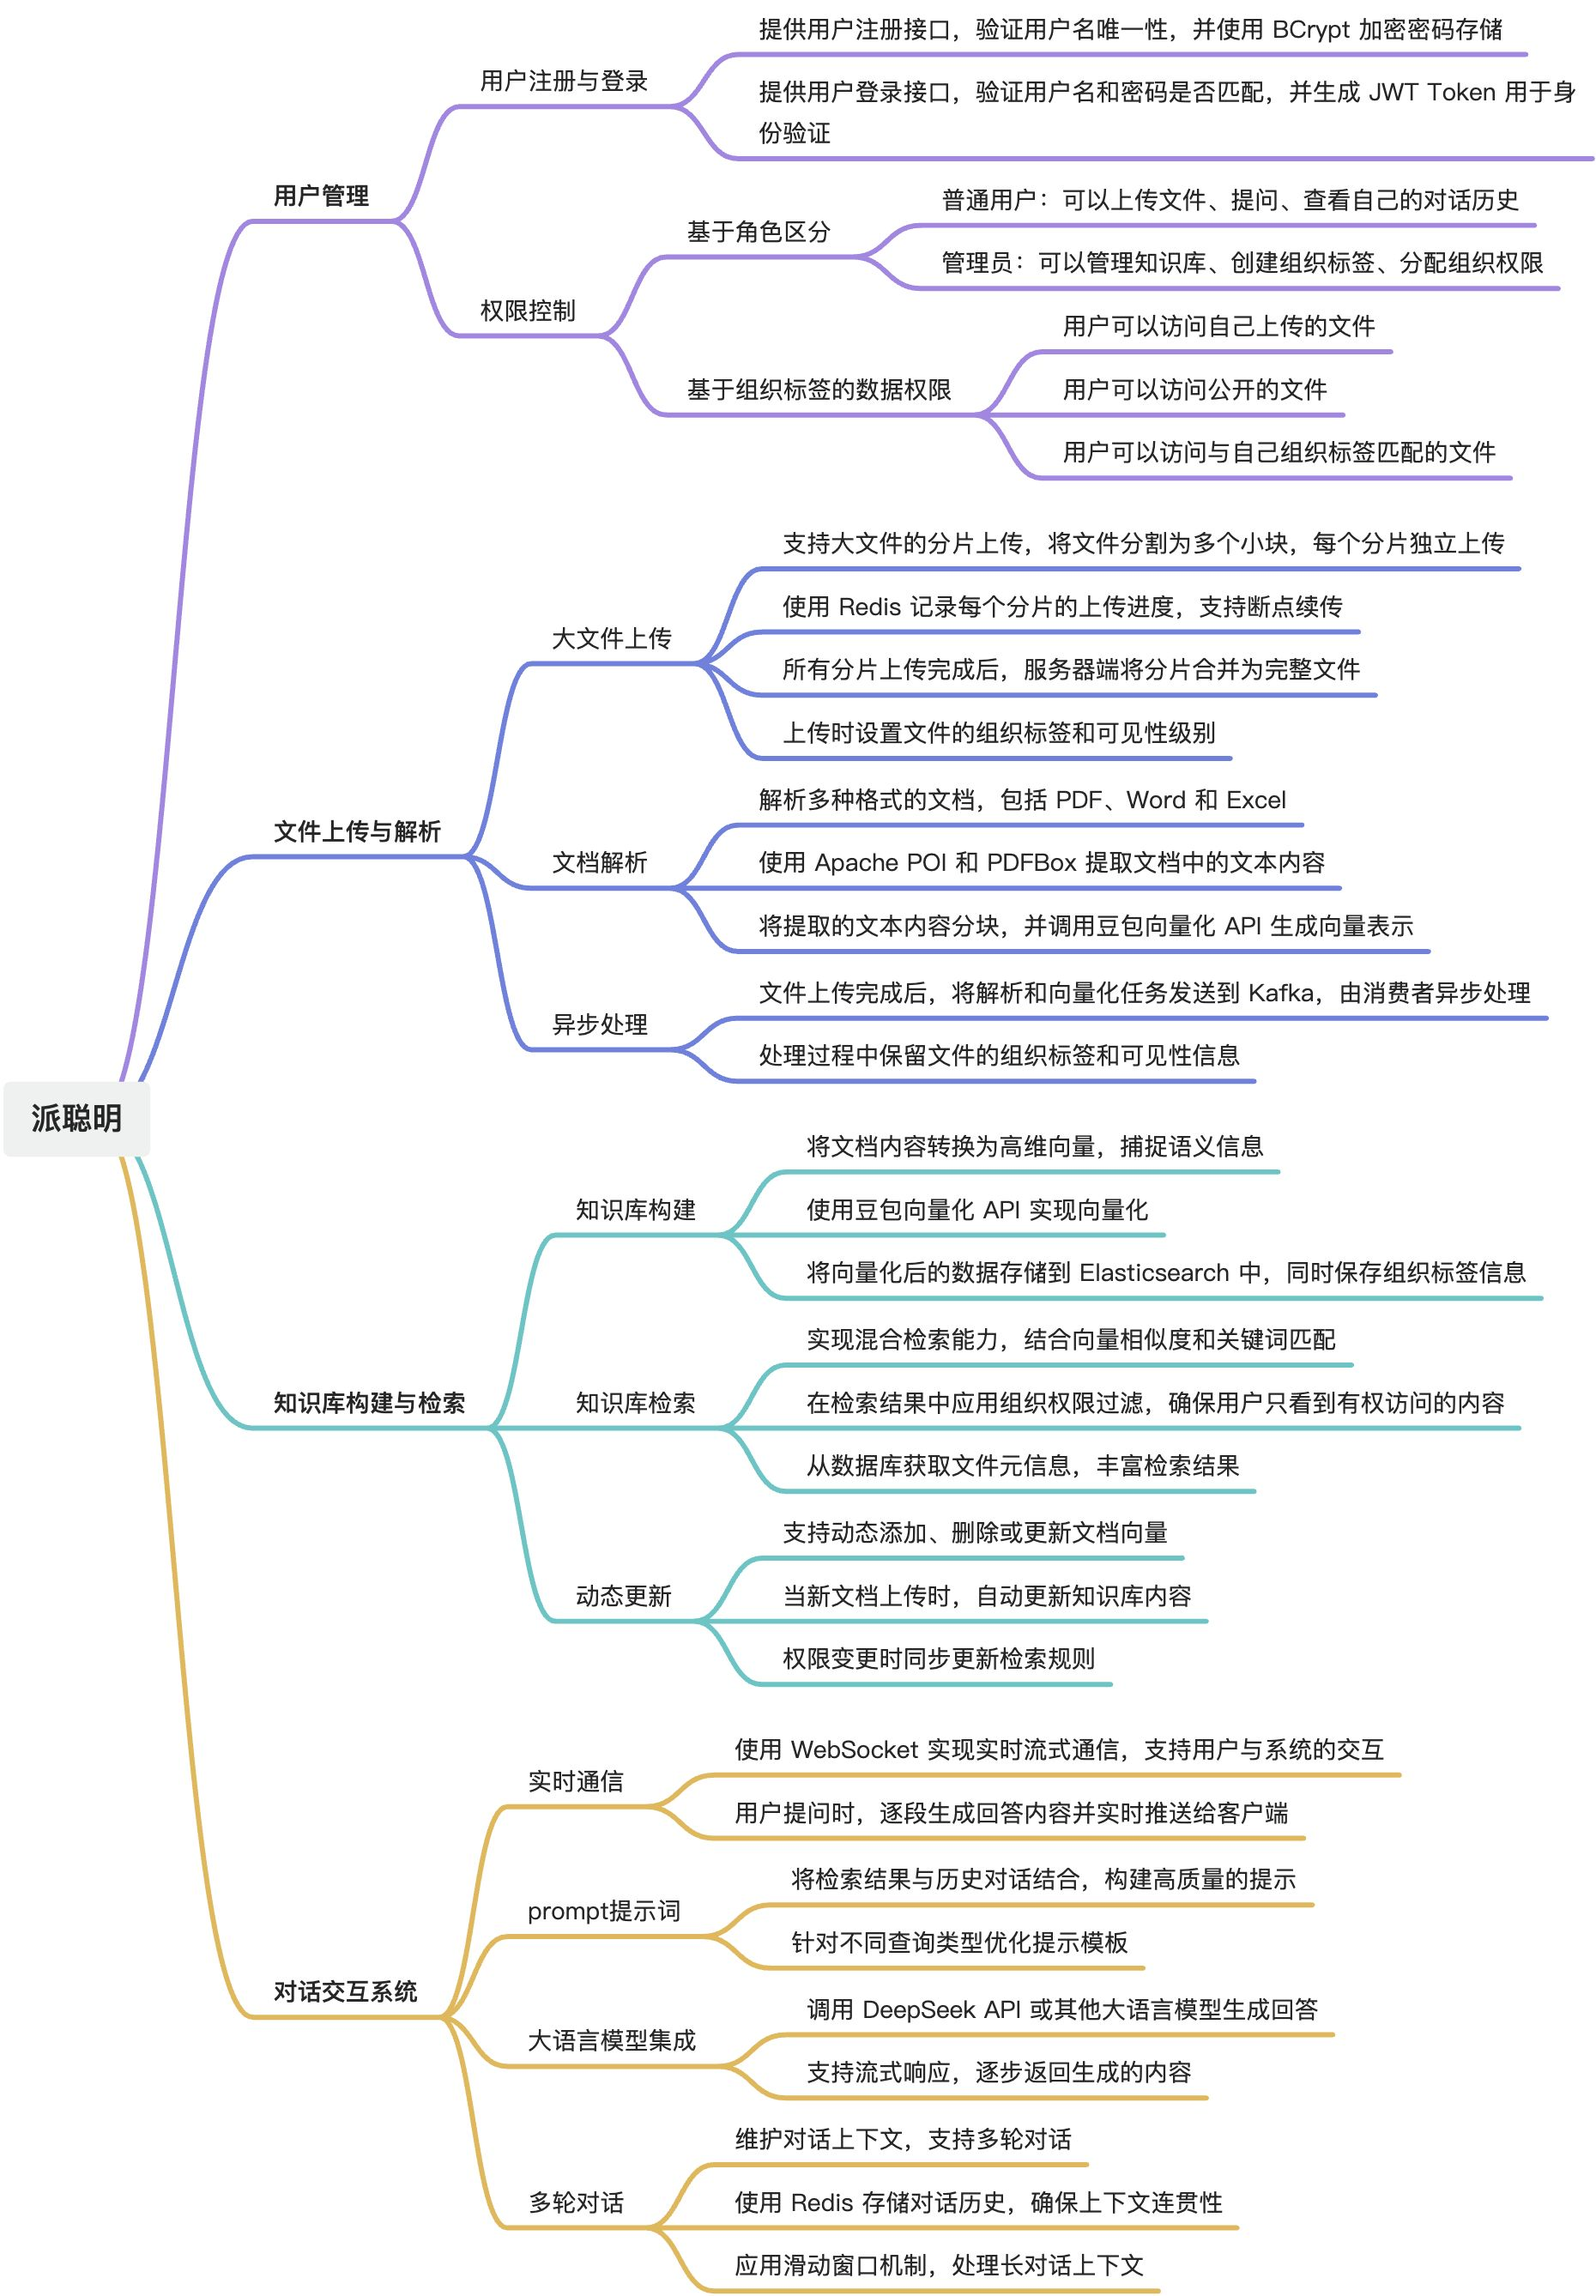 派聪明
用户管理
用户注册与登录
提供用户注册接口，验证用户名唯一性，并使用 BCrypt 加密密码存储
提供用户登录接口，验证用户名和密码是否匹配，并生成 JWT Token 用于身
份验证
权限控制
基于角色区分
普通用户：可以上传文件、提问、查看自己的对话历史
管理员：可以管理知识库、创建组织标签、分配组织权限
基于组织标签的数据权限
用户可以访问自己上传的文件
用户可以访问公开的文件
用户可以访问与自己组织标签匹配的文件
文件上传与解析
大文件上传
支持大文件的分片上传，将文件分割为多个小块，每个分片独立上传
使用 Redis 记录每个分片的上传进度，支持断点续传
所有分片上传完成后，服务器端将分片合并为完整文件
上传时设置文件的组织标签和可见性级别
文档解析
解析多种格式的文档，包括 PDF、Word 和 Excel
使用 Apache POI 和 PDFBox 提取文档中的文本内容
将提取的文本内容分块，并调用豆包向量化 API 生成向量表示
异步处理
文件上传完成后，将解析和向量化任务发送到 Kafka，由消费者异步处理
处理过程中保留文件的组织标签和可见性信息
知识库构建与检索
知识库构建
将文档内容转换为高维向量，捕捉语义信息
使用豆包向量化 API 实现向量化
将向量化后的数据存储到 Elasticsearch 中，同时保存组织标签信息
知识库检索
实现混合检索能力，结合向量相似度和关键词匹配
在检索结果中应用组织权限过滤，确保用户只看到有权访问的内容
从数据库获取文件元信息，丰富检索结果
动态更新
支持动态添加、删除或更新文档向量
当新文档上传时，自动更新知识库内容
权限变更时同步更新检索规则
对话交互系统
实时通信
使用 WebSocket 实现实时流式通信，支持用户与系统的交互
用户提问时，逐段生成回答内容并实时推送给客户端
prompt提示词
将检索结果与历史对话结合，构建高质量的提示
针对不同查询类型优化提示模板
大语言模型集成
调用 DeepSeek API 或其他大语言模型生成回答
支持流式响应，逐步返回生成的内容
多轮对话
维护对话上下文，支持多轮对话
使用 Redis 存储对话历史，确保上下文连贯性
应用滑动窗口机制，处理长对话上下文